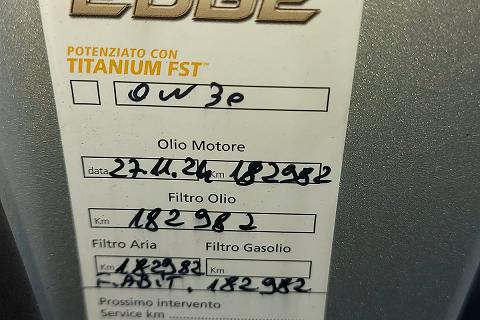 EDGE
POTENZIATO CON
TITANIUM FST™
0W30
Olio Motore
data 27.11.24 Km 182982
Filtro Olio
Km 182982
Filtro Aria Filtro Gasolio
Km 182982 Km
F. ABIT. 182982
Prossimo intervento
Service km